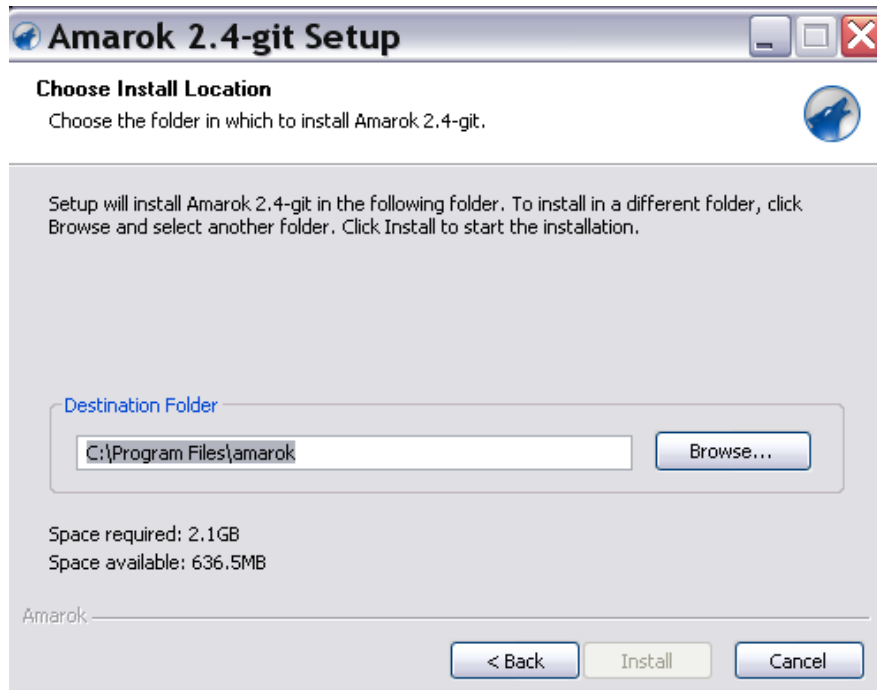 Amarok 2.4-git Setup
Choose Install Location
Choose the folder in which to install Amarok 2.4-git.
Setup will install Amarok 2.4-git in the following folder. To install in a different folder, click
Browse and select another folder. Click Install to start the installation.
Destination Folder
C:\Program Files\amarok
Browse...
Space required: 2.1GB
Space available: 636.5MB
Amarok
< Back
Install
Cancel